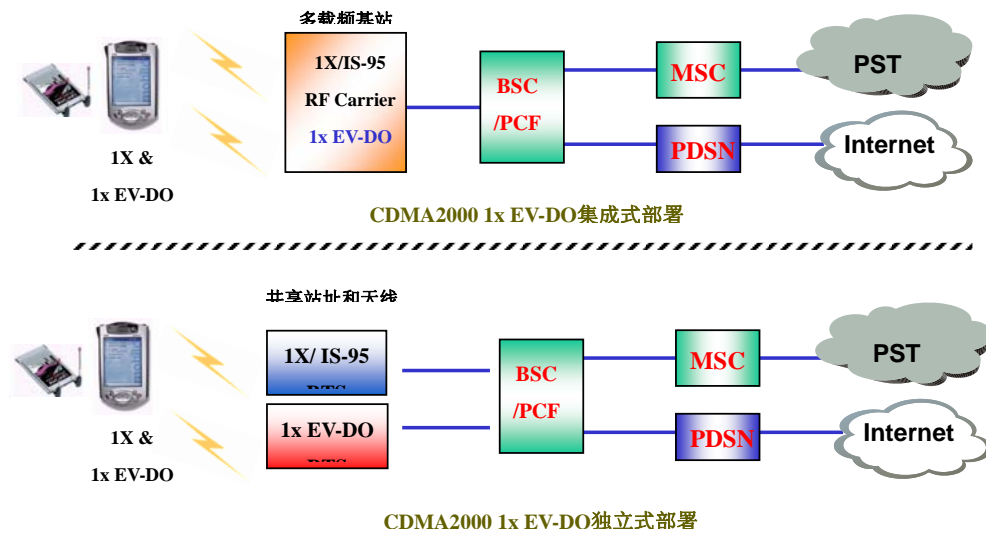 多载频基站
1X/IS-95
RF Carrier
1x EV-DO
BSC
/PCF
MSC
PDSN
PST
Internet
1X &
1x EV-DO
CDMA2000 1x EV-DO集成式部署
共享站址和天线
1X/ IS-95
BTS
1x EV-DO
BTS
BSC
/PCF
MSC
PDSN
PST
Internet
1X &
1x EV-DO
CDMA2000 1x EV-DO独立式部署